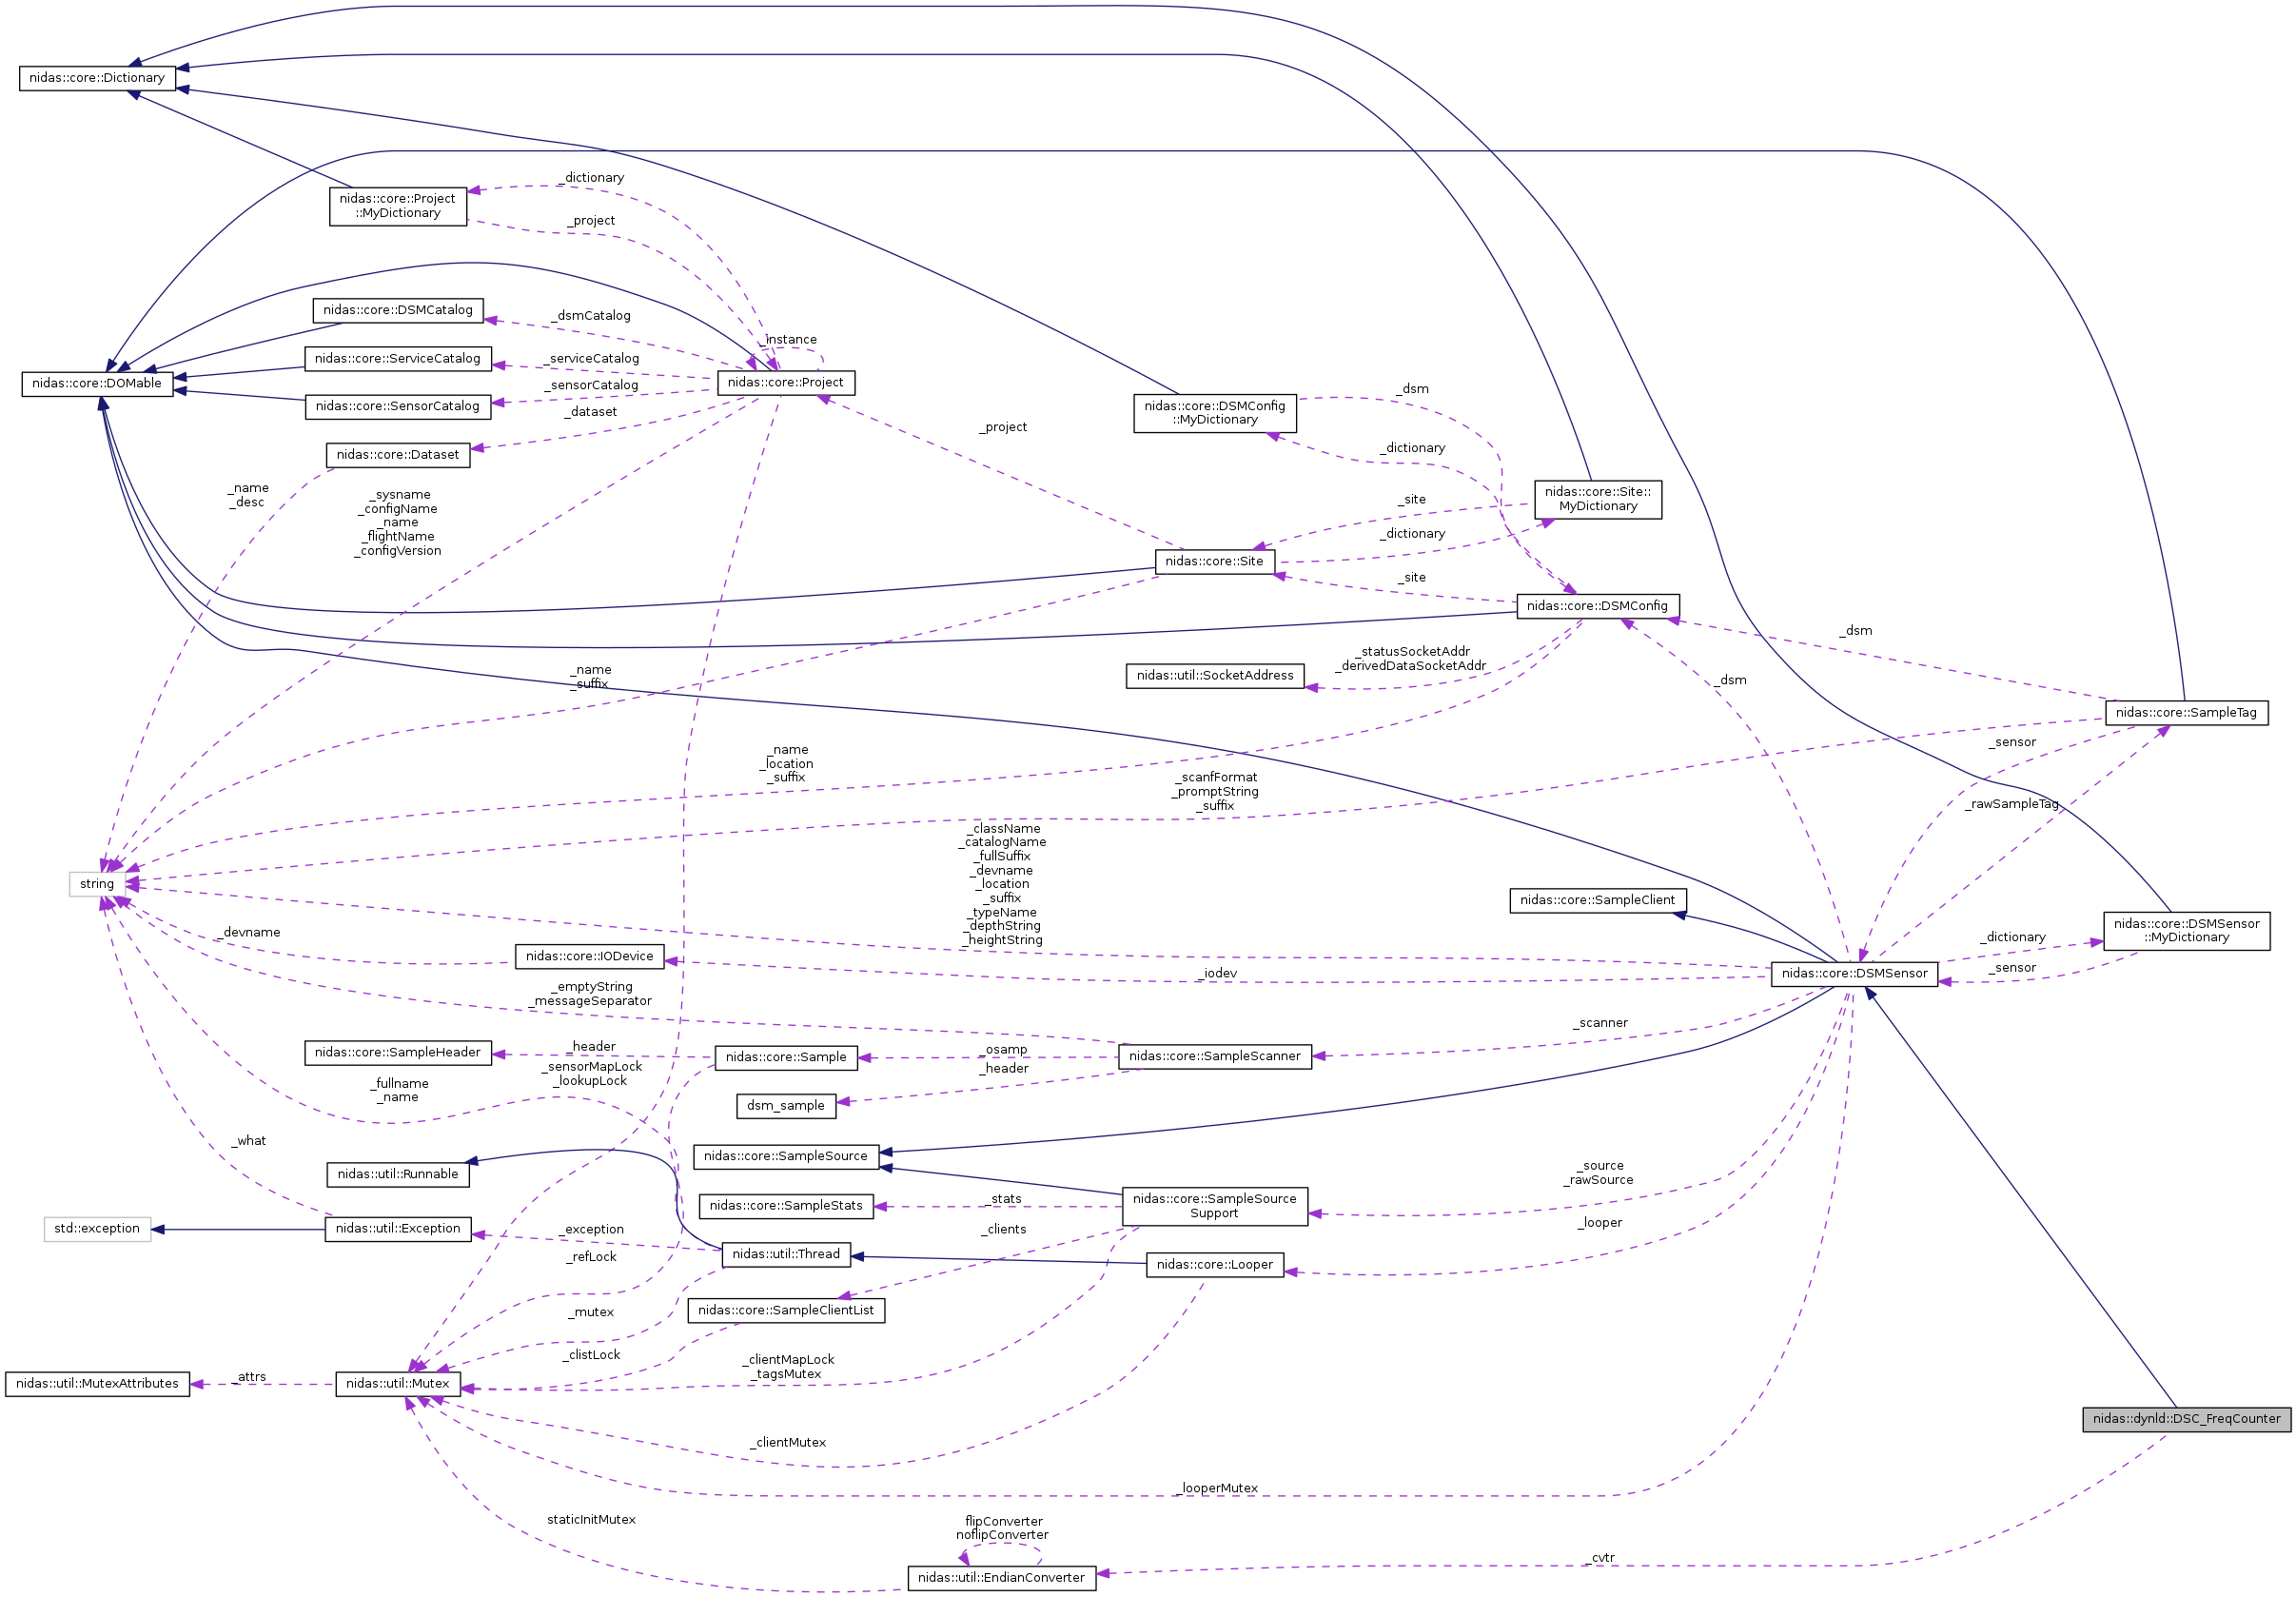 nidas::core::Dictionary
_dictionary
nidas::core::Project
::MyDictionary
_project
nidas::core::DSMCatalog
_dsmCatalog
_instance
nidas::core::ServiceCatalog
_serviceCatalog
nidas::core::DOMable
nidas::core::Project
_sensorCatalog
nidas::core::SensorCatalog
_dataset
_dsm
nidas::core::DSMConfig
::MyDictionary
_project
_dictionary
nidas::core::Dataset
_name
_desc
_sysname
_configName
_name
_flightName
_configVersion
_site
nidas::core::Site::
MyDictionary
_dictionary
nidas::core::Site
_site
nidas::core::DSMConfig
_dsm
_statusSocketAddr
_derivedDataSocketAddr
nidas::util::SocketAddress
_name
_suffix
_dsm
nidas::core::SampleTag
_sensor
_name
_location
_suffix
_scanfFormat
_promptString
_suffix
_rawSampleTag
_className
_catalogName
_fullSuffix
_devname
_location
_suffix
_typeName
_depthString
_heightString
string
nidas::core::SampleClient
nidas::core::DSMSensor
::MyDictionary
_dictionary
_sensor
_devname
nidas::core::IODevice
_iodev
nidas::core::DSMSensor
_emptyString
_messageSeparator
_scanner
nidas::core::SampleHeader
_header
nidas::core::Sample
_osamp
_header
nidas::core::SampleScanner
_sensorMapLock
_lookupLock
_fullname
_name
dsm_sample
_what
nidas::core::SampleSource
nidas::util::Runnable
_source
_rawSource
nidas::core::SampleStats
_stats
nidas::core::SampleSource
Support
_looper
std::exception
nidas::util::Exception
_exception
_clients
nidas::util::Thread
_refLock
nidas::core::Looper
nidas::core::SampleClientList
_mutex
_clistLock
_clientMapLock
_tagsMutex
nidas::util::MutexAttributes
_attrs
nidas::util::Mutex
nidas::dynld::DSC_FreqCounter
_clientMutex
_looperMutex
staticInitMutex
flipConverter
noflipConverter
_cvtr
nidas::util::EndianConverter